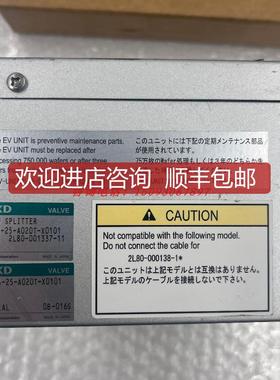 EV UNIT is preventive maintenance parts.
EV UNIT must be replaced after
cessing 750,000 wafers or after three
このユニットには下記の定期メンテナンス部品
が使用されています。
欢迎进店咨询 顺丰包邮
KD VALVE
SPLITTER
-25-A020T-X0101
2L80-001337-11
VALVE
-25-A020T-X0101
08-016S
CAUTION
Not compatible with the following model.
Do not connect the cable for
2L80-000138-1*
このユニットは上記モデルとは互換はありません。
上記モデルのケーブルを接続しないで下さい。